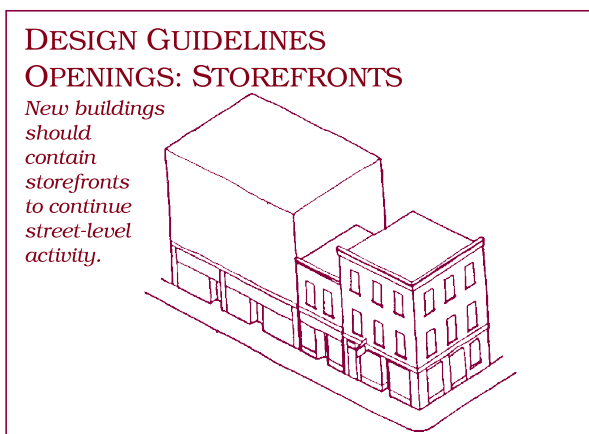 DESIGN GUIDELINES
OPENINGS: STOREFRONTS
New buildings
should
contain
storefronts
to continue
street-level
activity.